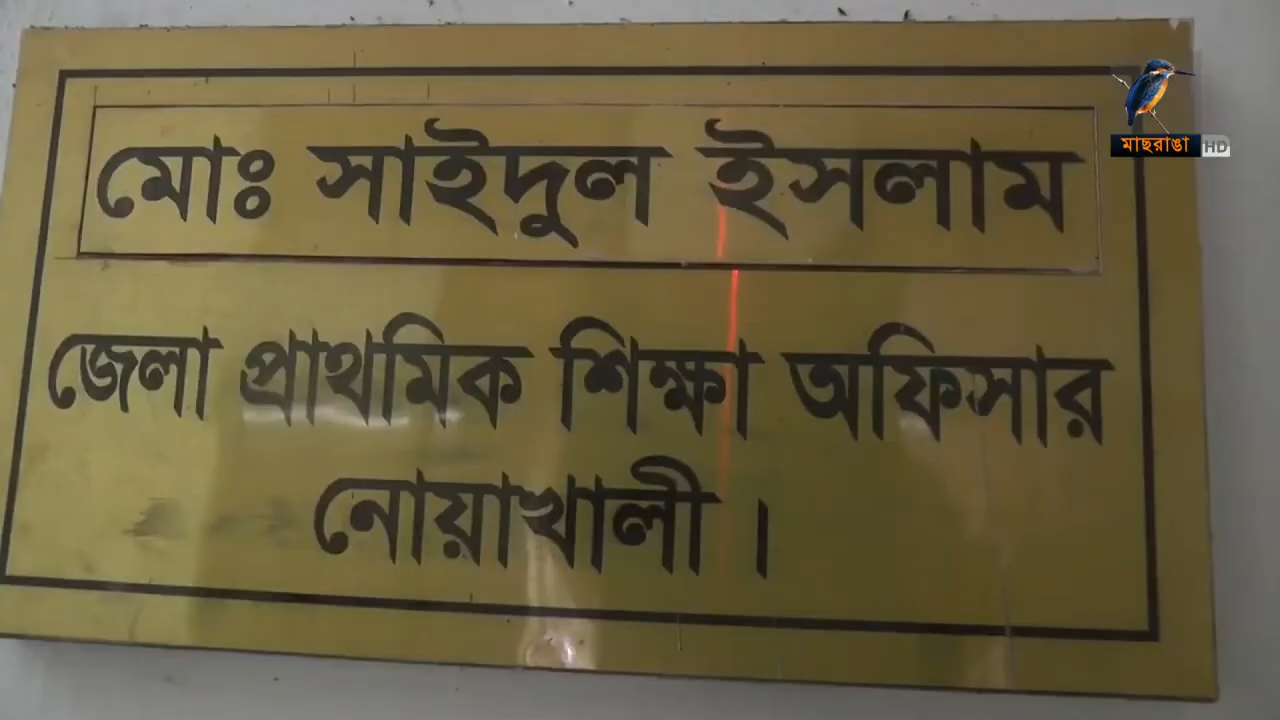 মাছরাঙা HD
মোঃ সাইদুল ইসলাম
জেলা প্রাথমিক শিক্ষা অফিসার
নোয়াখালী ।